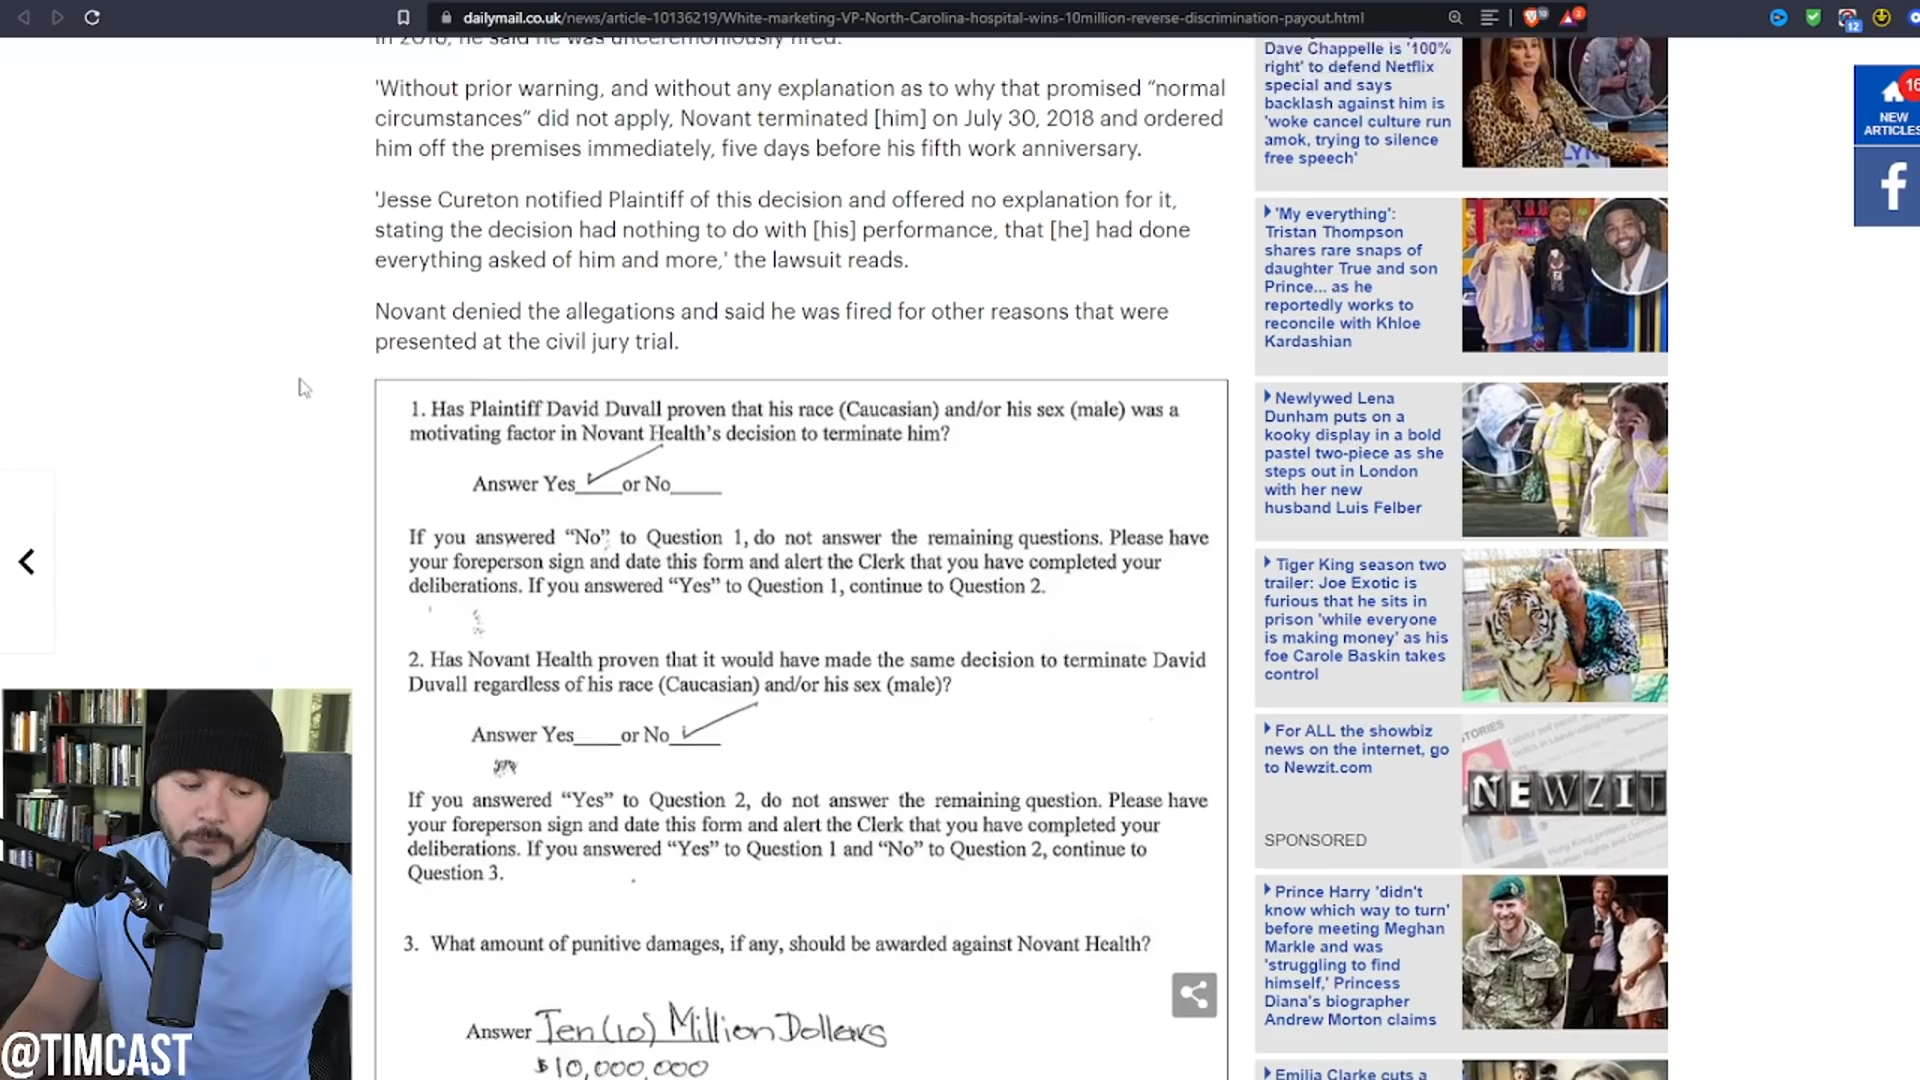 dailymail.co.uk/news/article-10136219/White-marketing-VP-North-Carolina-hospital-wins-10million-reverse-discrimination-payout.html
12
In 2018, he said he was unceremoniously fired.
'Without prior warning, and without any explanation as to why that promised “normal
circumstances” did not apply, Novant terminated [him] on July 30, 2018 and ordered
him off the premises immediately, five days before his fifth work anniversary.
'Jesse Cureton notified Plaintiff of this decision and offered no explanation for it,
stating the decision had nothing to do with [his] performance, that [he] had done
everything asked of him and more,' the lawsuit reads.
Novant denied the allegations and said he was fired for other reasons that were
presented at the civil jury trial.
1. Has Plaintiff David Duvall proven that his race (Caucasian) and/or his sex (male) was a
motivating factor in Novant Health's decision to terminate him?
Answer Yes____or No____
If you answered “No” to Question 1, do not answer the remaining questions. Please have
your foreperson sign and date this form and alert the Clerk that you have completed your
deliberations. If you answered “Yes” to Question 1, continue to Question 2.
2. Has Novant Health proven that it would have made the same decision to terminate David
Duvall regardless of his race (Caucasian) and/or his sex (male)?
Answer Yes____or No____
If you answered “Yes” to Question 2, do not answer the remaining question. Please have
your foreperson sign and date this form and alert the Clerk that you have completed your
deliberations. If you answered “Yes” to Question 1 and “No” to Question 2, continue to
Question 3.
3. What amount of punitive damages, if any, should be awarded against Novant Health?
Answer Ten (10) Million Dollars
$10,000,000
Dave Chappelle is '100%
right' to defend Netflix
special and says
backlash against him is
'woke cancel culture run
amok, trying to silence
free speech'
'My everything':
Tristan Thompson
shares rare snaps of
daughter True and son
Prince... as he
reportedly works to
reconcile with Khloe
Kardashian
Newlywed Lena
Dunham puts on a
kooky display in a bold
pastel two-piece as she
steps out in London
with her new
husband Luis Felber
Tiger King season two
trailer: Joe Exotic is
furious that he sits in
prison 'while everyone
is making money' as his
foe Carole Baskin takes
control
For ALL the showbiz
news on the internet, go
to Newzit.com
SPONSORED
NEWZIT
Prince Harry 'didn't
know which way to turn'
before meeting Meghan
Markle and was
'struggling to find
himself,' Princess
Diana's biographer
Andrew Morton claims
Emilia Clarke cuts a
16
NEW
ARTICLES
f
@TIMCAST